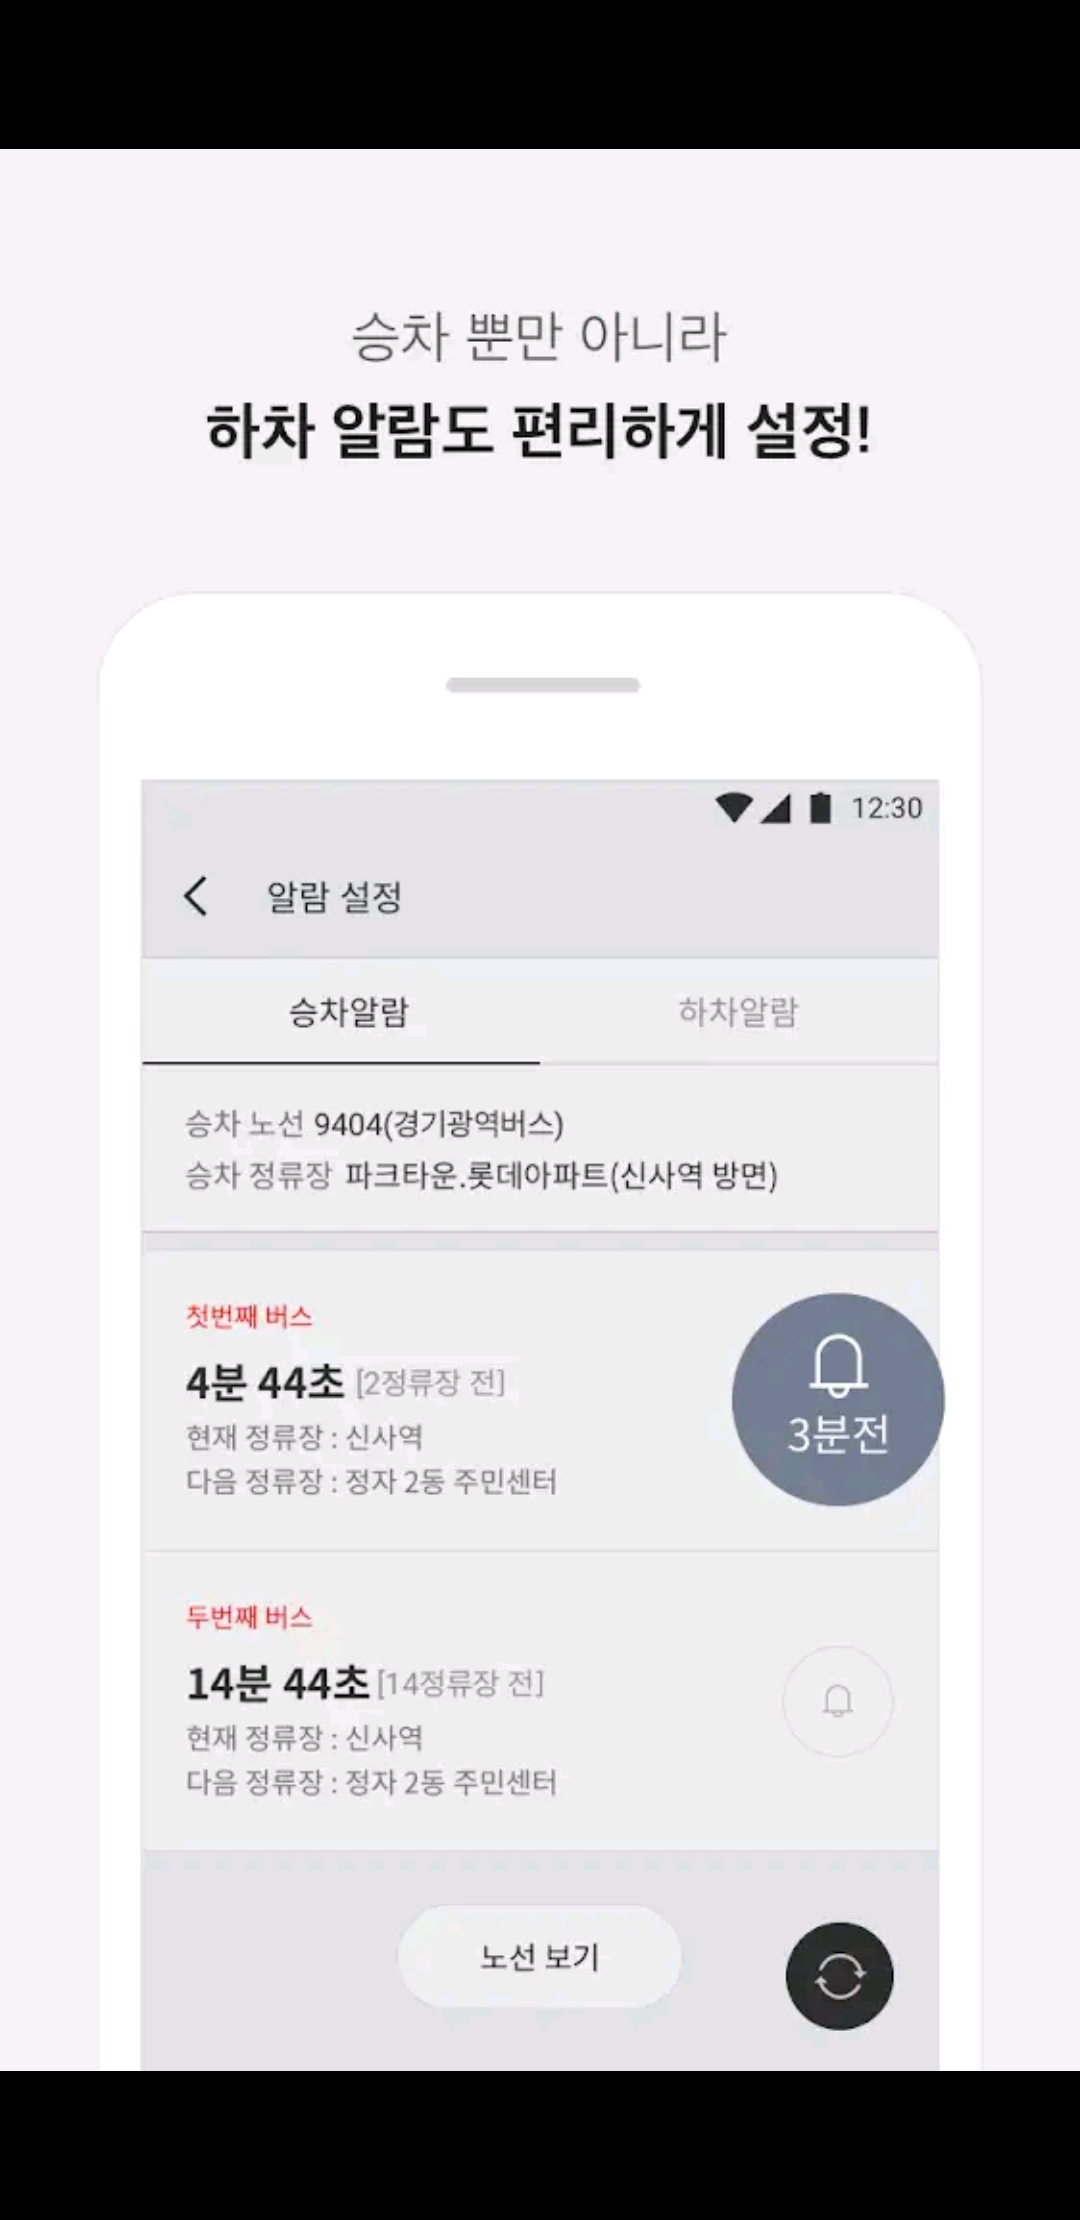 승차 뿐만 아니라
하차 알람도 편리하게 설정!
12:30
알람 설정
승차알람 하차알람
승차 노선 9404(경기광역버스)
승차 정류장 파크타운.롯데아파트(신사역 방면)
첫번째 버스
4분 44초 [2정류장 전]
현재 정류장 : 신사역
다음 정류장 : 정자 2동 주민센터
3분전
두번째 버스
14분 44초 [14정류장 전]
현재 정류장 : 신사역
다음 정류장 : 정자 2동 주민센터
노선 보기